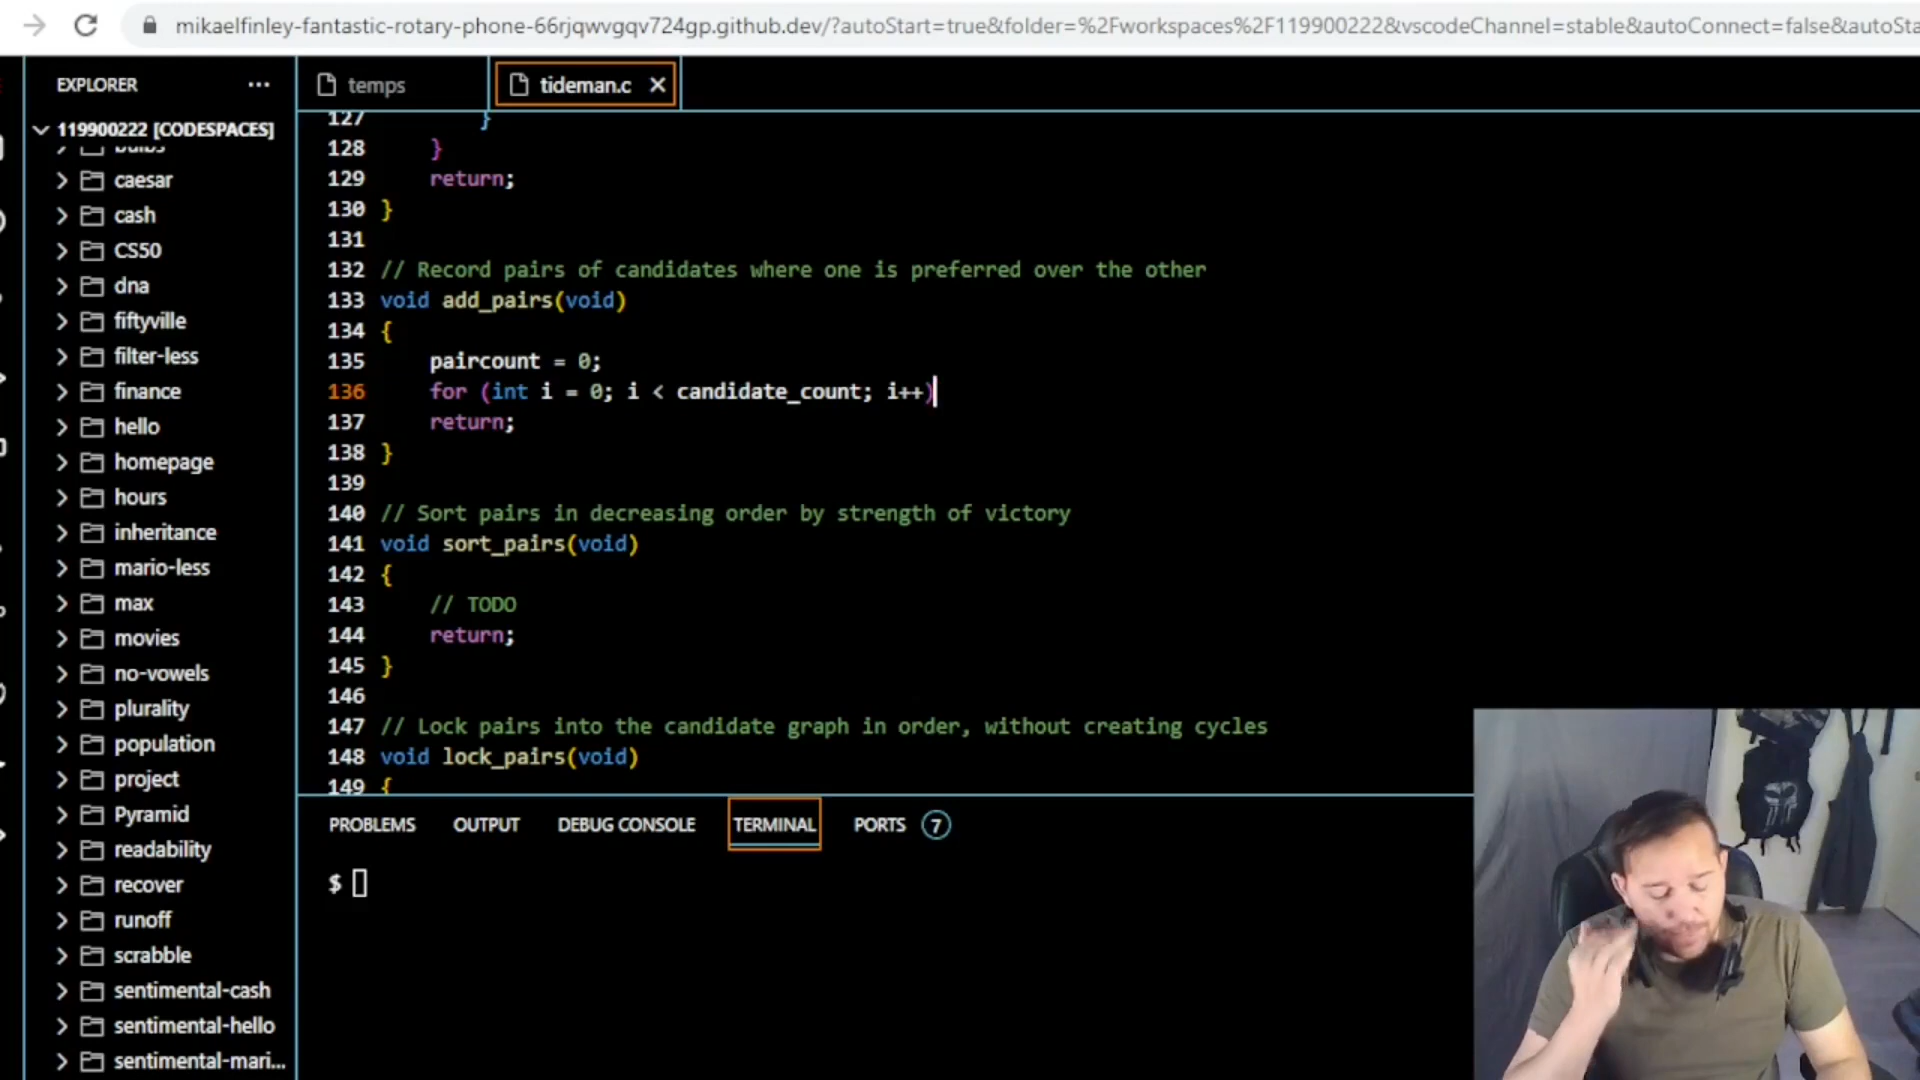 mikaelfinley-fantastic-rotary-phone-66rjqwvgqv724gp.github.dev/?autoStart=true&folder=%2Fworkspaces%2F119900222&vscodeChannel=stable&autoConnect=false&autoSta
EXPLORER
119900222 [CODESPACES]
bulbs
caesar
cash
CS50
dna
fiftyville
filter-less
finance
hello
homepage
hours
inheritance
mario-less
max
movies
no-vowels
plurality
population
project
Pyramid
readability
recover
runoff
scrabble
sentimental-cash
sentimental-hello
sentimental-mari...
temps
tideman.c
127 }
128 }
129 return;
130 }
131
132 // Record pairs of candidates where one is preferred over the other
133 void add_pairs(void)
134 {
135 paircount = 0;
136 for (int i = 0; i < candidate_count; i++)
137 return;
138 }
139
140 // Sort pairs in decreasing order by strength of victory
141 void sort_pairs(void)
142 {
143 // TODO
144 return;
145 }
146
147 // Lock pairs into the candidate graph in order, without creating cycles
148 void lock_pairs(void)
149 {
PROBLEMS OUTPUT DEBUG CONSOLE TERMINAL PORTS 7
$